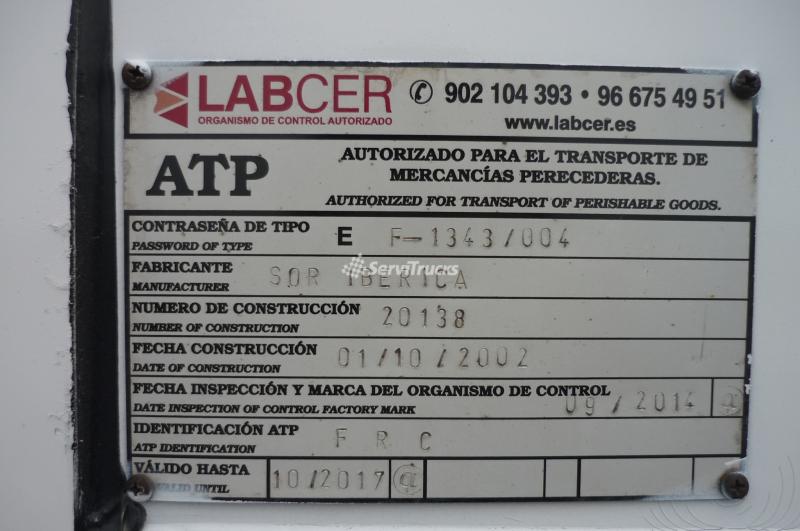 LABCER ✆ 902 104 393 • 96 675 49 51
ORGANISMO DE CONTROL AUTORIZADO
www.labcer.es
ATP
AUTORIZADO PARA EL TRANSPORTE DE
MERCANCÍAS PERECEDERAS.
AUTHORIZED FOR TRANSPORT OF PERISHABLE GOODS.
CONTRASEÑA DE TIPO E F-1343/004
PASSWORD OF TYPE
FABRICANTE SOR IBERICA
MANUFACTURER
ServiTrucks
NUMERO DE CONSTRUCCIÓN 20138
NUMBER OF CONSTRUCTION
FECHA CONSTRUCCIÓN 01/10/2002
DATE OF CONSTRUCTION
FECHA INSPECCIÓN Y MARCA DEL ORGANISMO DE CONTROL 09/2014
DATE INSPECTION OF CONTROL FACTORY MARK
IDENTIFICACIÓN ATP F R C
ATP IDENTIFICATION
VÁLIDO HASTA 10/2017
VALID UNTIL